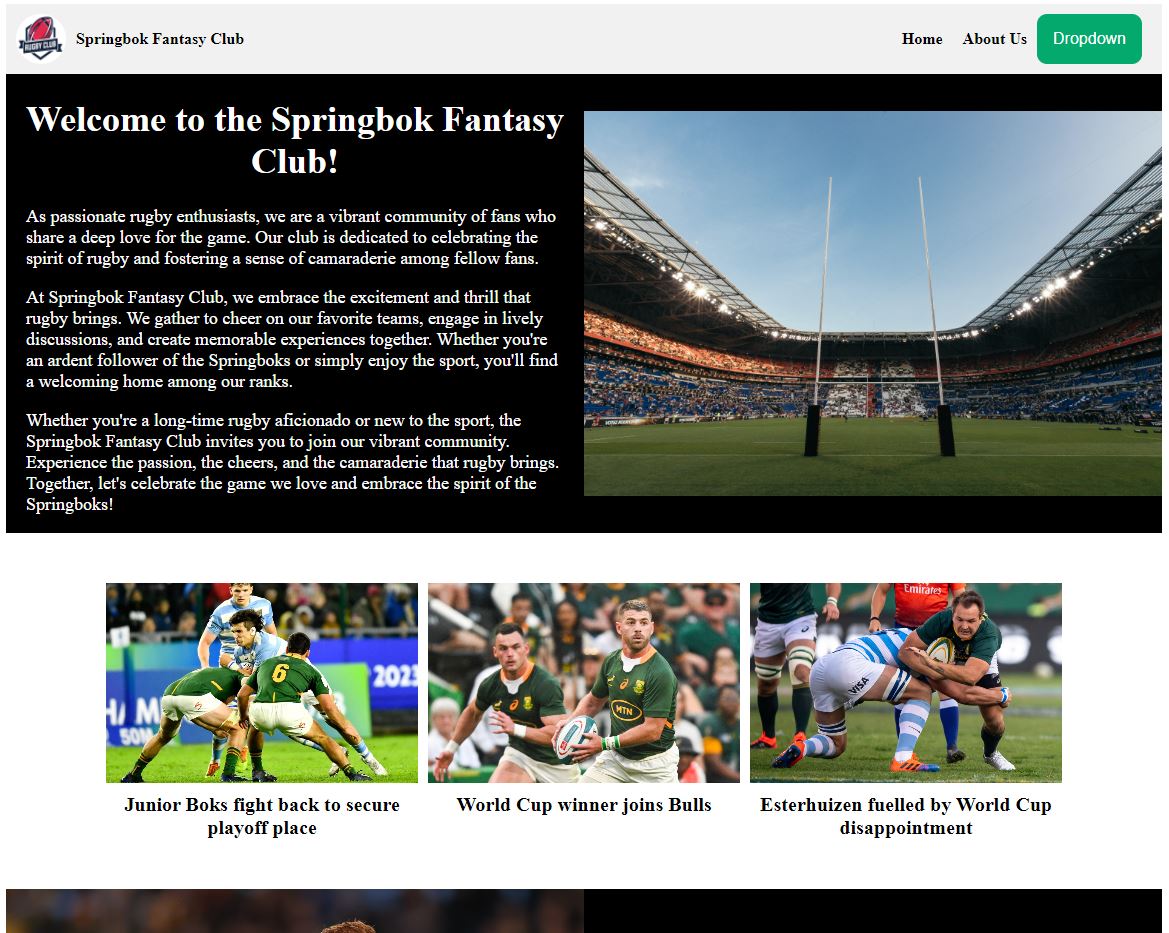 RUGBY CLUB
Springbok Fantasy Club
Home
About Us
Dropdown
Welcome to the Springbok Fantasy
Club!
As passionate rugby enthusiasts, we are a vibrant community of fans who
share a deep love for the game. Our club is dedicated to celebrating the
spirit of rugby and fostering a sense of camaraderie among fellow fans.
At Springbok Fantasy Club, we embrace the excitement and thrill that
rugby brings. We gather to cheer on our favorite teams, engage in lively
discussions, and create memorable experiences together. Whether you're
an ardent follower of the Springboks or simply enjoy the sport, you'll find
a welcoming home among our ranks.
Whether you're a long-time rugby aficionado or new to the sport, the
Springbok Fantasy Club invites you to join our vibrant community.
Experience the passion, the cheers, and the camaraderie that rugby brings.
Together, let's celebrate the game we love and embrace the spirit of the
Springboks!
6
2023
50M
MTN
Emirates
VISA
Junior Boks fight back to secure
playoff place
World Cup winner joins Bulls
Esterhuizen fuelled by World Cup
disappointment